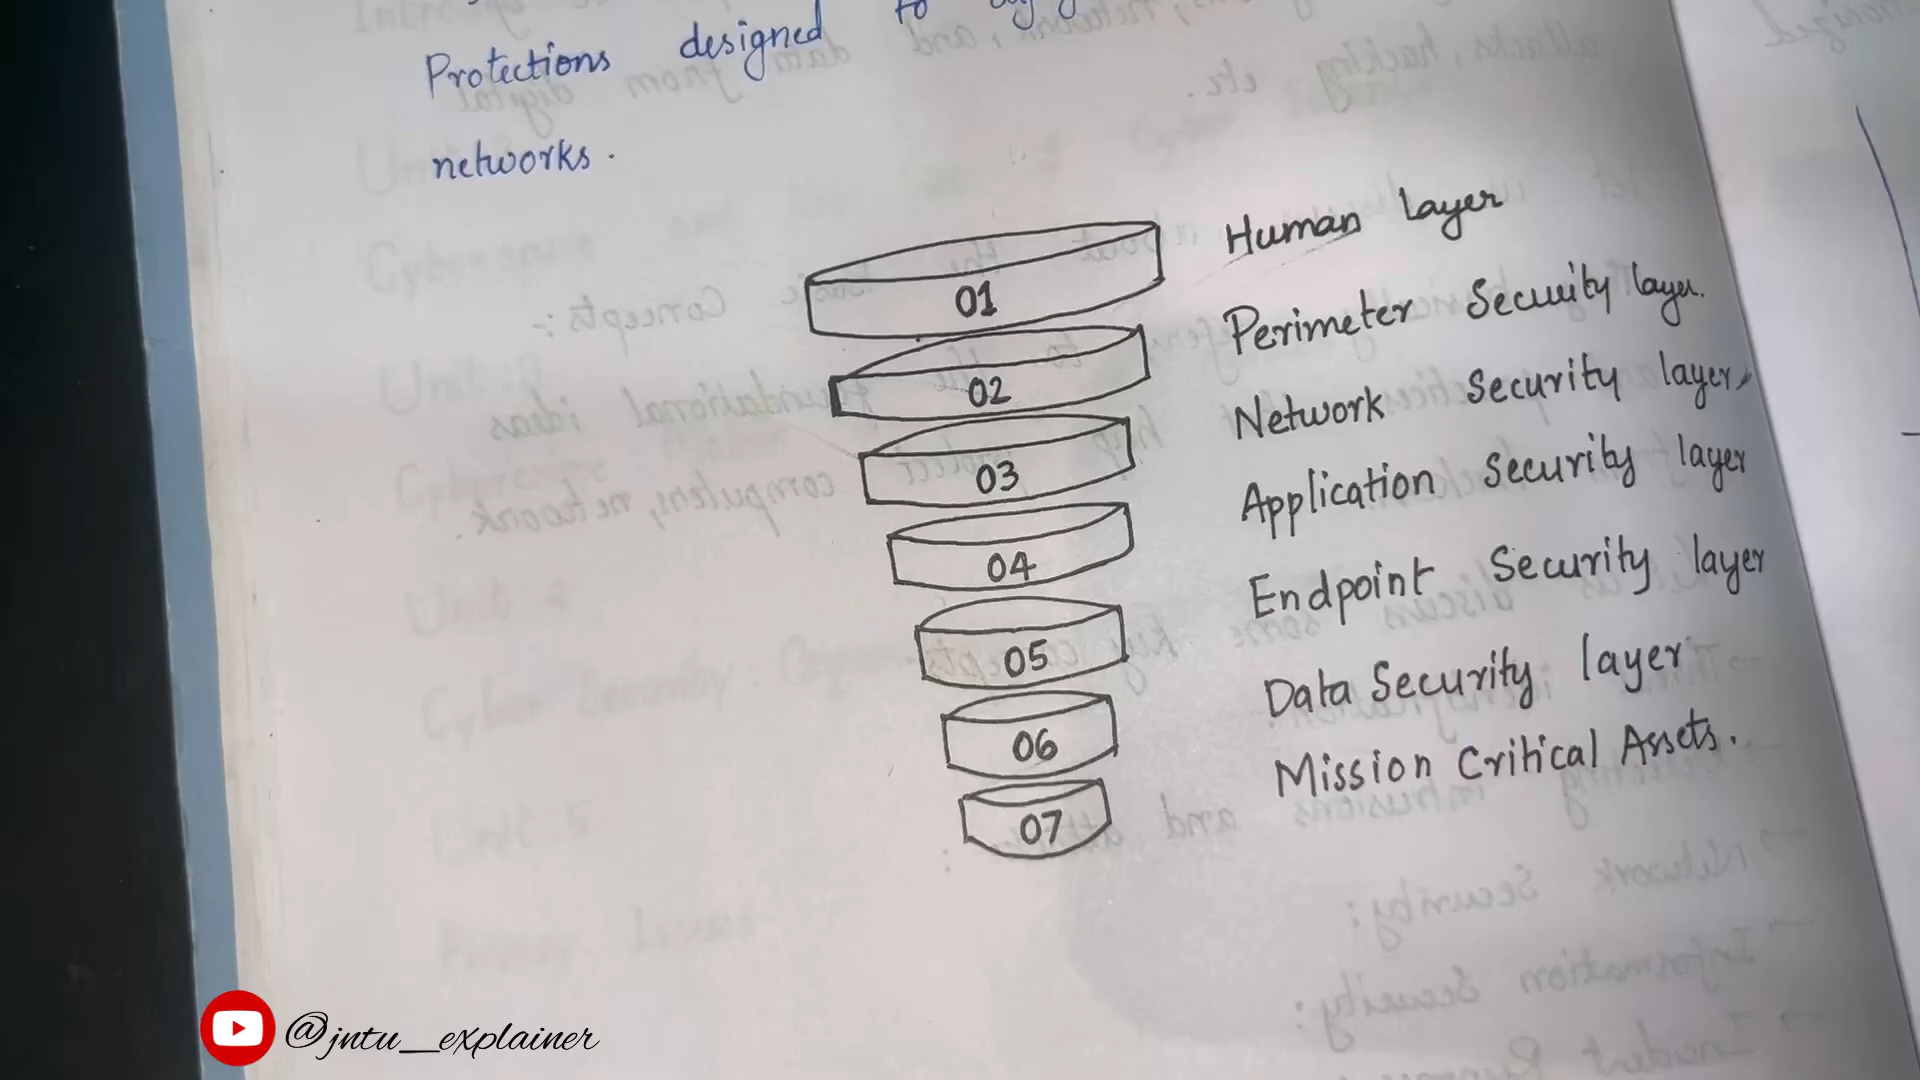 Protections designed to
networks.
Human layer
01
Perimeter Security layer.
02
Network Security layer,
03
Application Security layer
04
Endpoint Security layer
05
Data Security layer
06
Mission Critical Assets.
07
@jntu_explainer